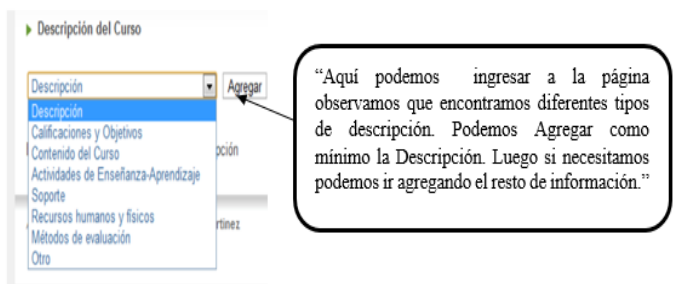 Descripción del Curso
Descripción Agregar
Descripción
Calificaciones y Objetivos
Contenido del Curso
pción
Actividades de Enseñanza-Aprendizaje
Soporte
Recursos humanos y físicos
rtinez
Métodos de evaluación
Otro
“Aquí podemos ingresar a la página
observamos que encontramos diferentes tipos
de descripción. Podemos Agregar como
mínimo la Descripción. Luego si necesitamos
podemos ir agregando el resto de información.”